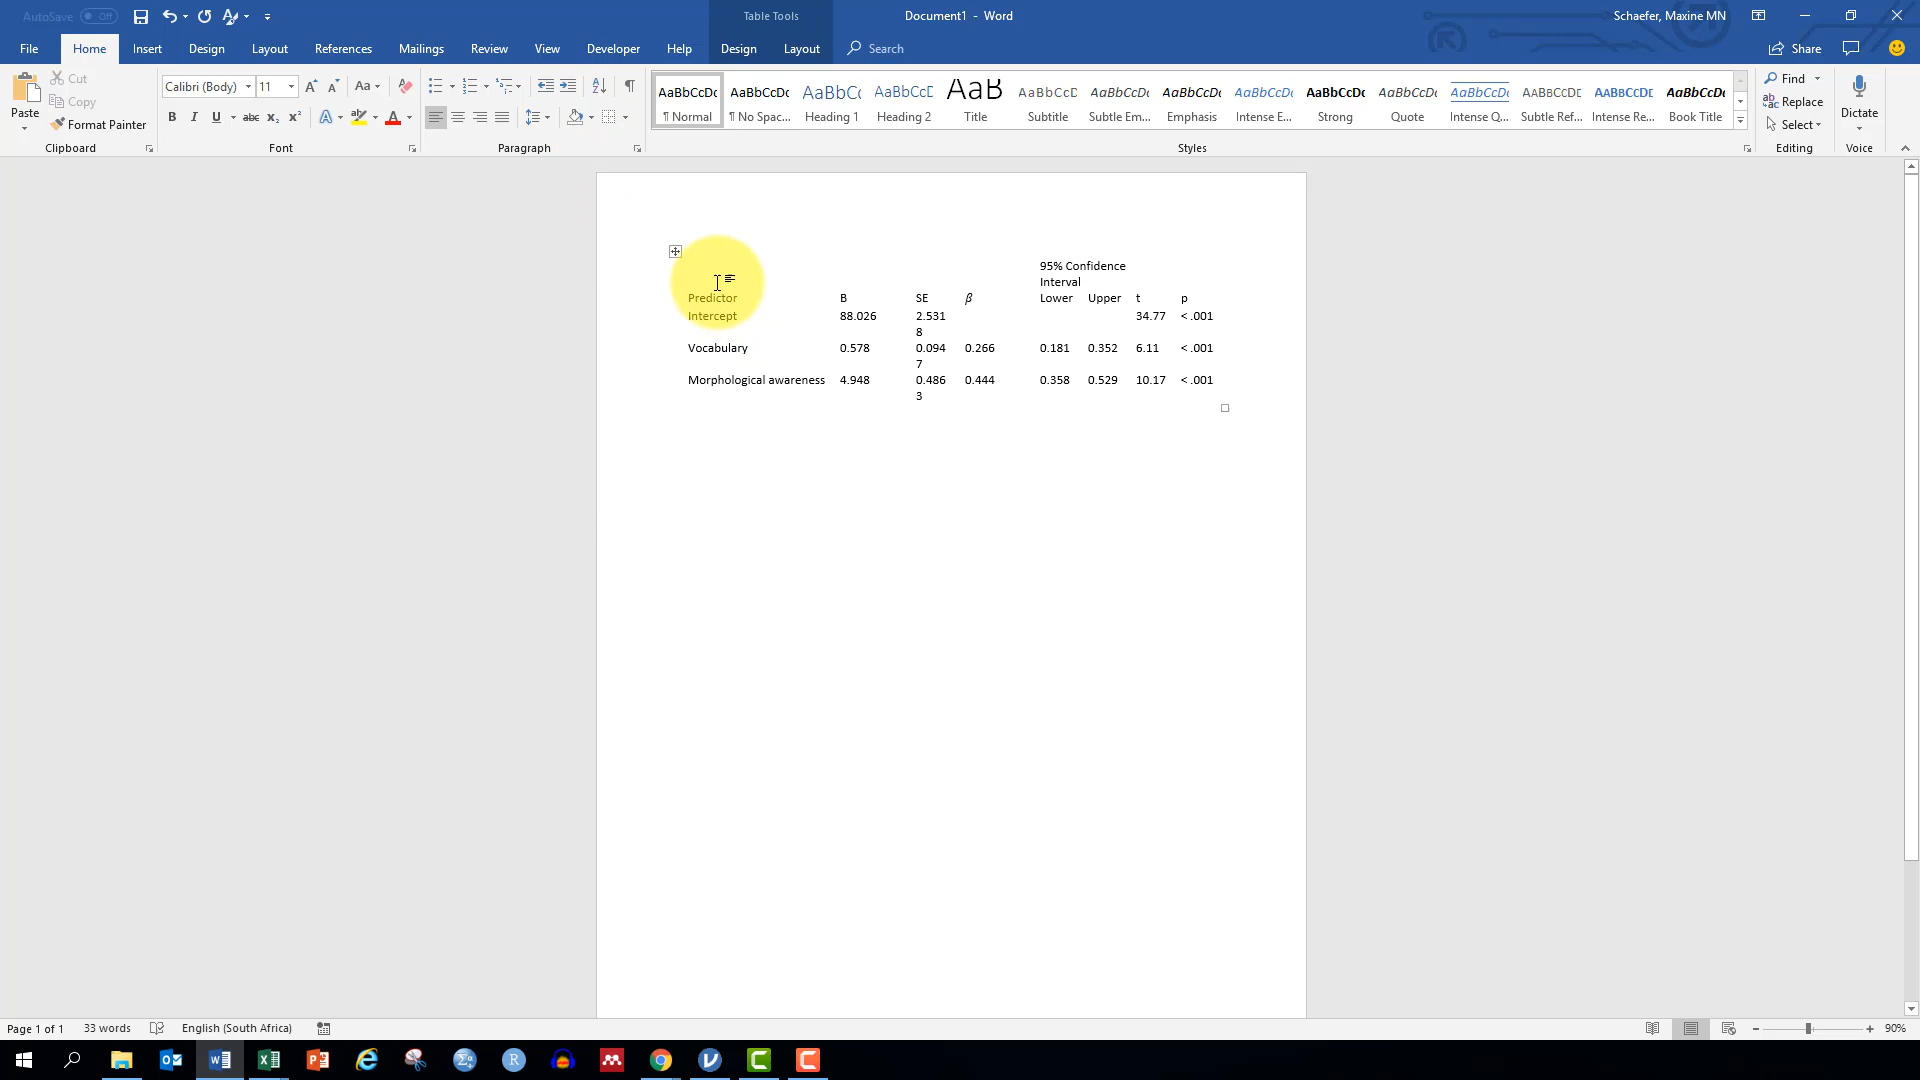 AutoSave Off
Table Tools
Document1 - Word
Schaefer, Maxine MN
File Home Insert Design Layout References Mailings Review View Developer Help Design Layout Search
Share
Paste
Cut
Copy
Format Painter
Clipboard
Calibri (Body) 11
Font
Paragraph
AaBbCcDc AaBbCcDc AaBbCc AaBbCcD AaB AaBbCcD AaBbCcDc AaBbCcDc AaBbCcDc AaBbCcDc AaBbCcDc AaBbCcDc AABBCCDD AABBCCDD AaBbCcDc
¶ Normal ¶ No Spac... Heading 1 Heading 2 Title Subtitle Subtle Em... Emphasis Intense E... Strong Quote Intense Q... Subtle Ref... Intense Re... Book Title
Styles
Find
Replace
Select
Editing
Dictate
Voice
95% Confidence
Interval
Predictor B SE β Lower Upper t p
Intercept 88.026 2.531 34.77 < .001
8
Vocabulary 0.578 0.094 0.266 0.181 0.352 6.11 < .001
7
Morphological awareness 4.948 0.486 0.444 0.358 0.529 10.17 < .001
3
Page 1 of 1 33 words English (South Africa) 90%